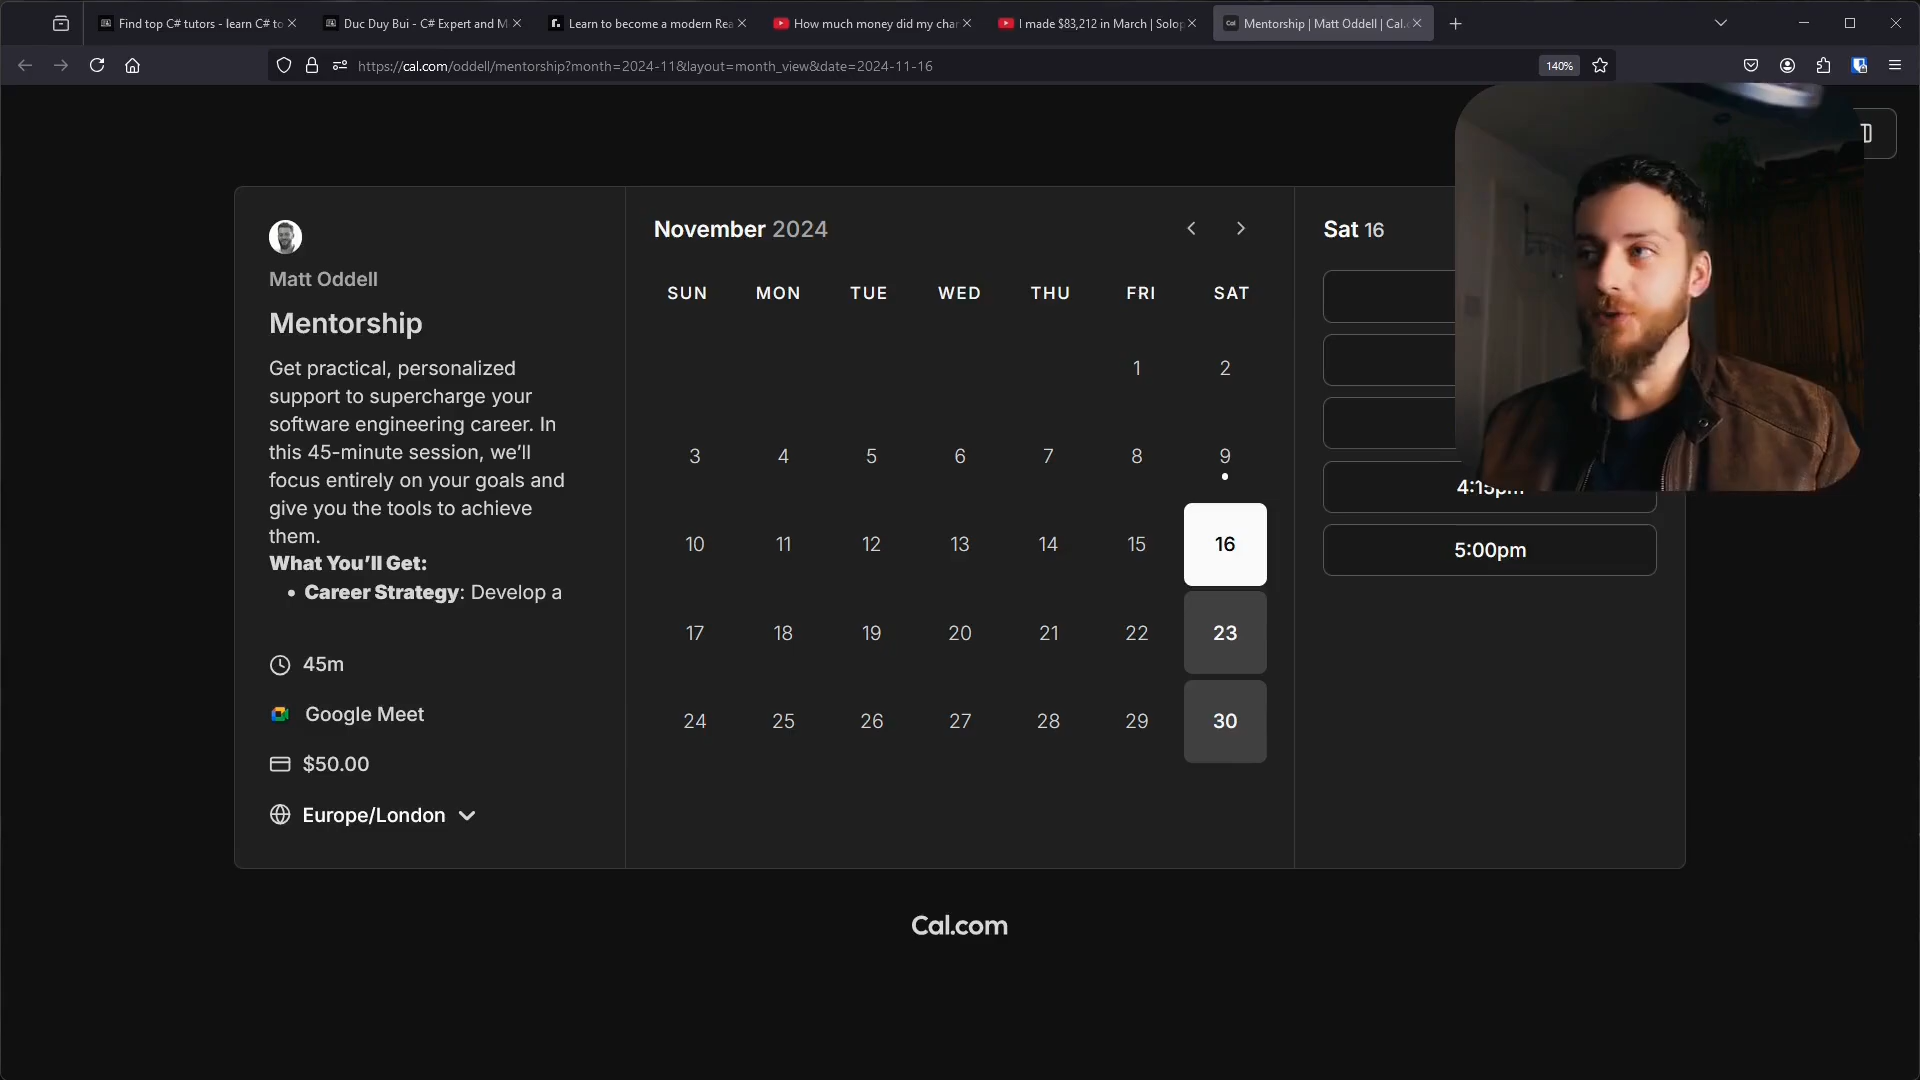 Find top C# tutors - learn C# to
Duc Duy Bui - C# Expert and M
Learn to become a modern Rea
How much money did my chan
I made $83,212 in March | Solop
Mentorship | Matt Oddell | Cal.c
https://cal.com/oddell/mentorship?month=2024-11&layout=month_view&date=2024-11-16
140%
Matt Oddell
Mentorship
Get practical, personalized
support to supercharge your
software engineering career. In
this 45-minute session, we'll
focus entirely on your goals and
give you the tools to achieve
them.
What You'll Get:
• Career Strategy: Develop a
45m
Google Meet
$50.00
Europe/London
November 2024
SUN MON TUE WED THU FRI SAT
1 2
3 4 5 6 7 8 9
10 11 12 13 14 15 16
17 18 19 20 21 22 23
24 25 26 27 28 29 30
Sat 16
4:15pm
5:00pm
Cal.com